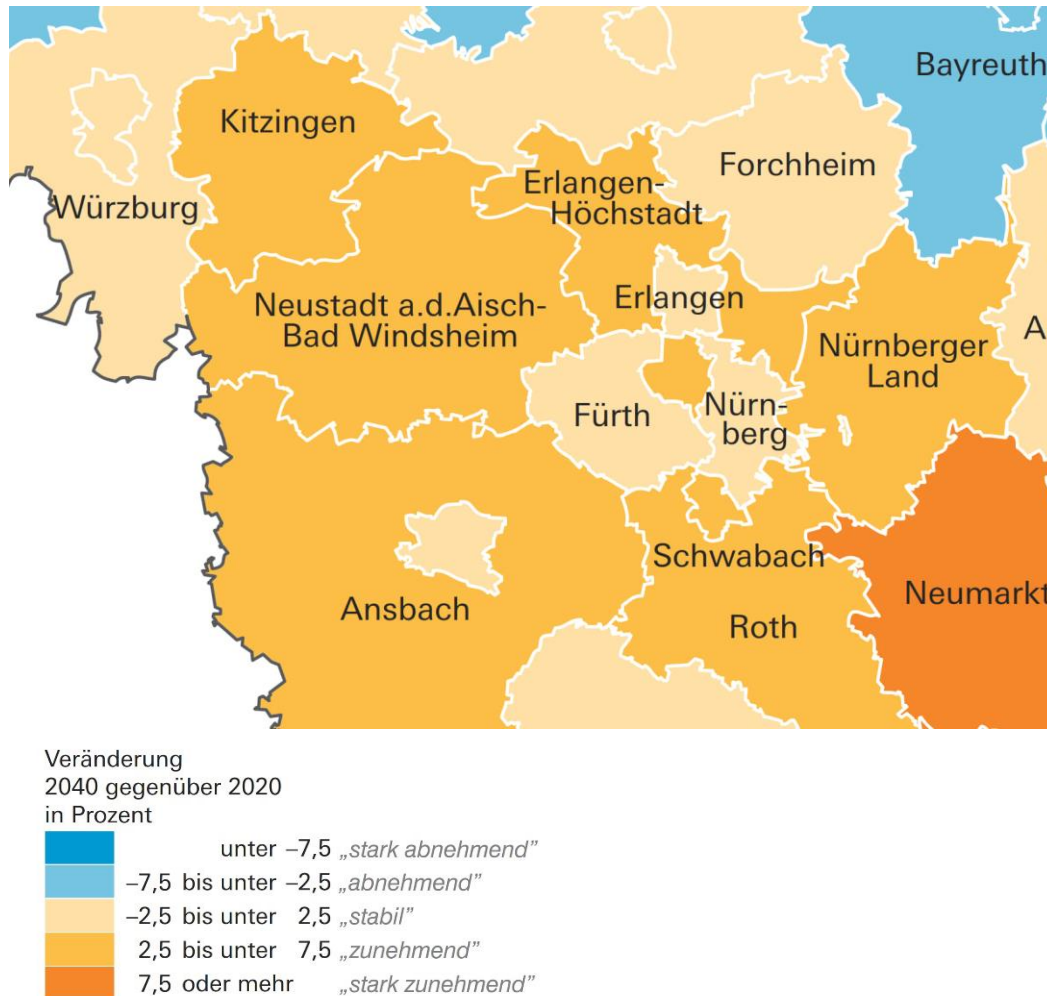 Bayreuth
Kitzingen
Forchheim
Erlangen-
Höchstadt
Würzburg
Erlangen
Neustadt a.d.Aisch-
Bad Windsheim
Nürnberger
Land
A
Fürth
Nürn-
berg
Schwabach
Ansbach
Neumarkt
Roth
Veränderung
2040 gegenüber 2020
in Prozent
unter –7,5 „stark abnehmend”
–7,5 bis unter –2,5 „abnehmend”
–2,5 bis unter 2,5 „stabil”
2,5 bis unter 7,5 „zunehmend”
7,5 oder mehr „stark zunehmend”